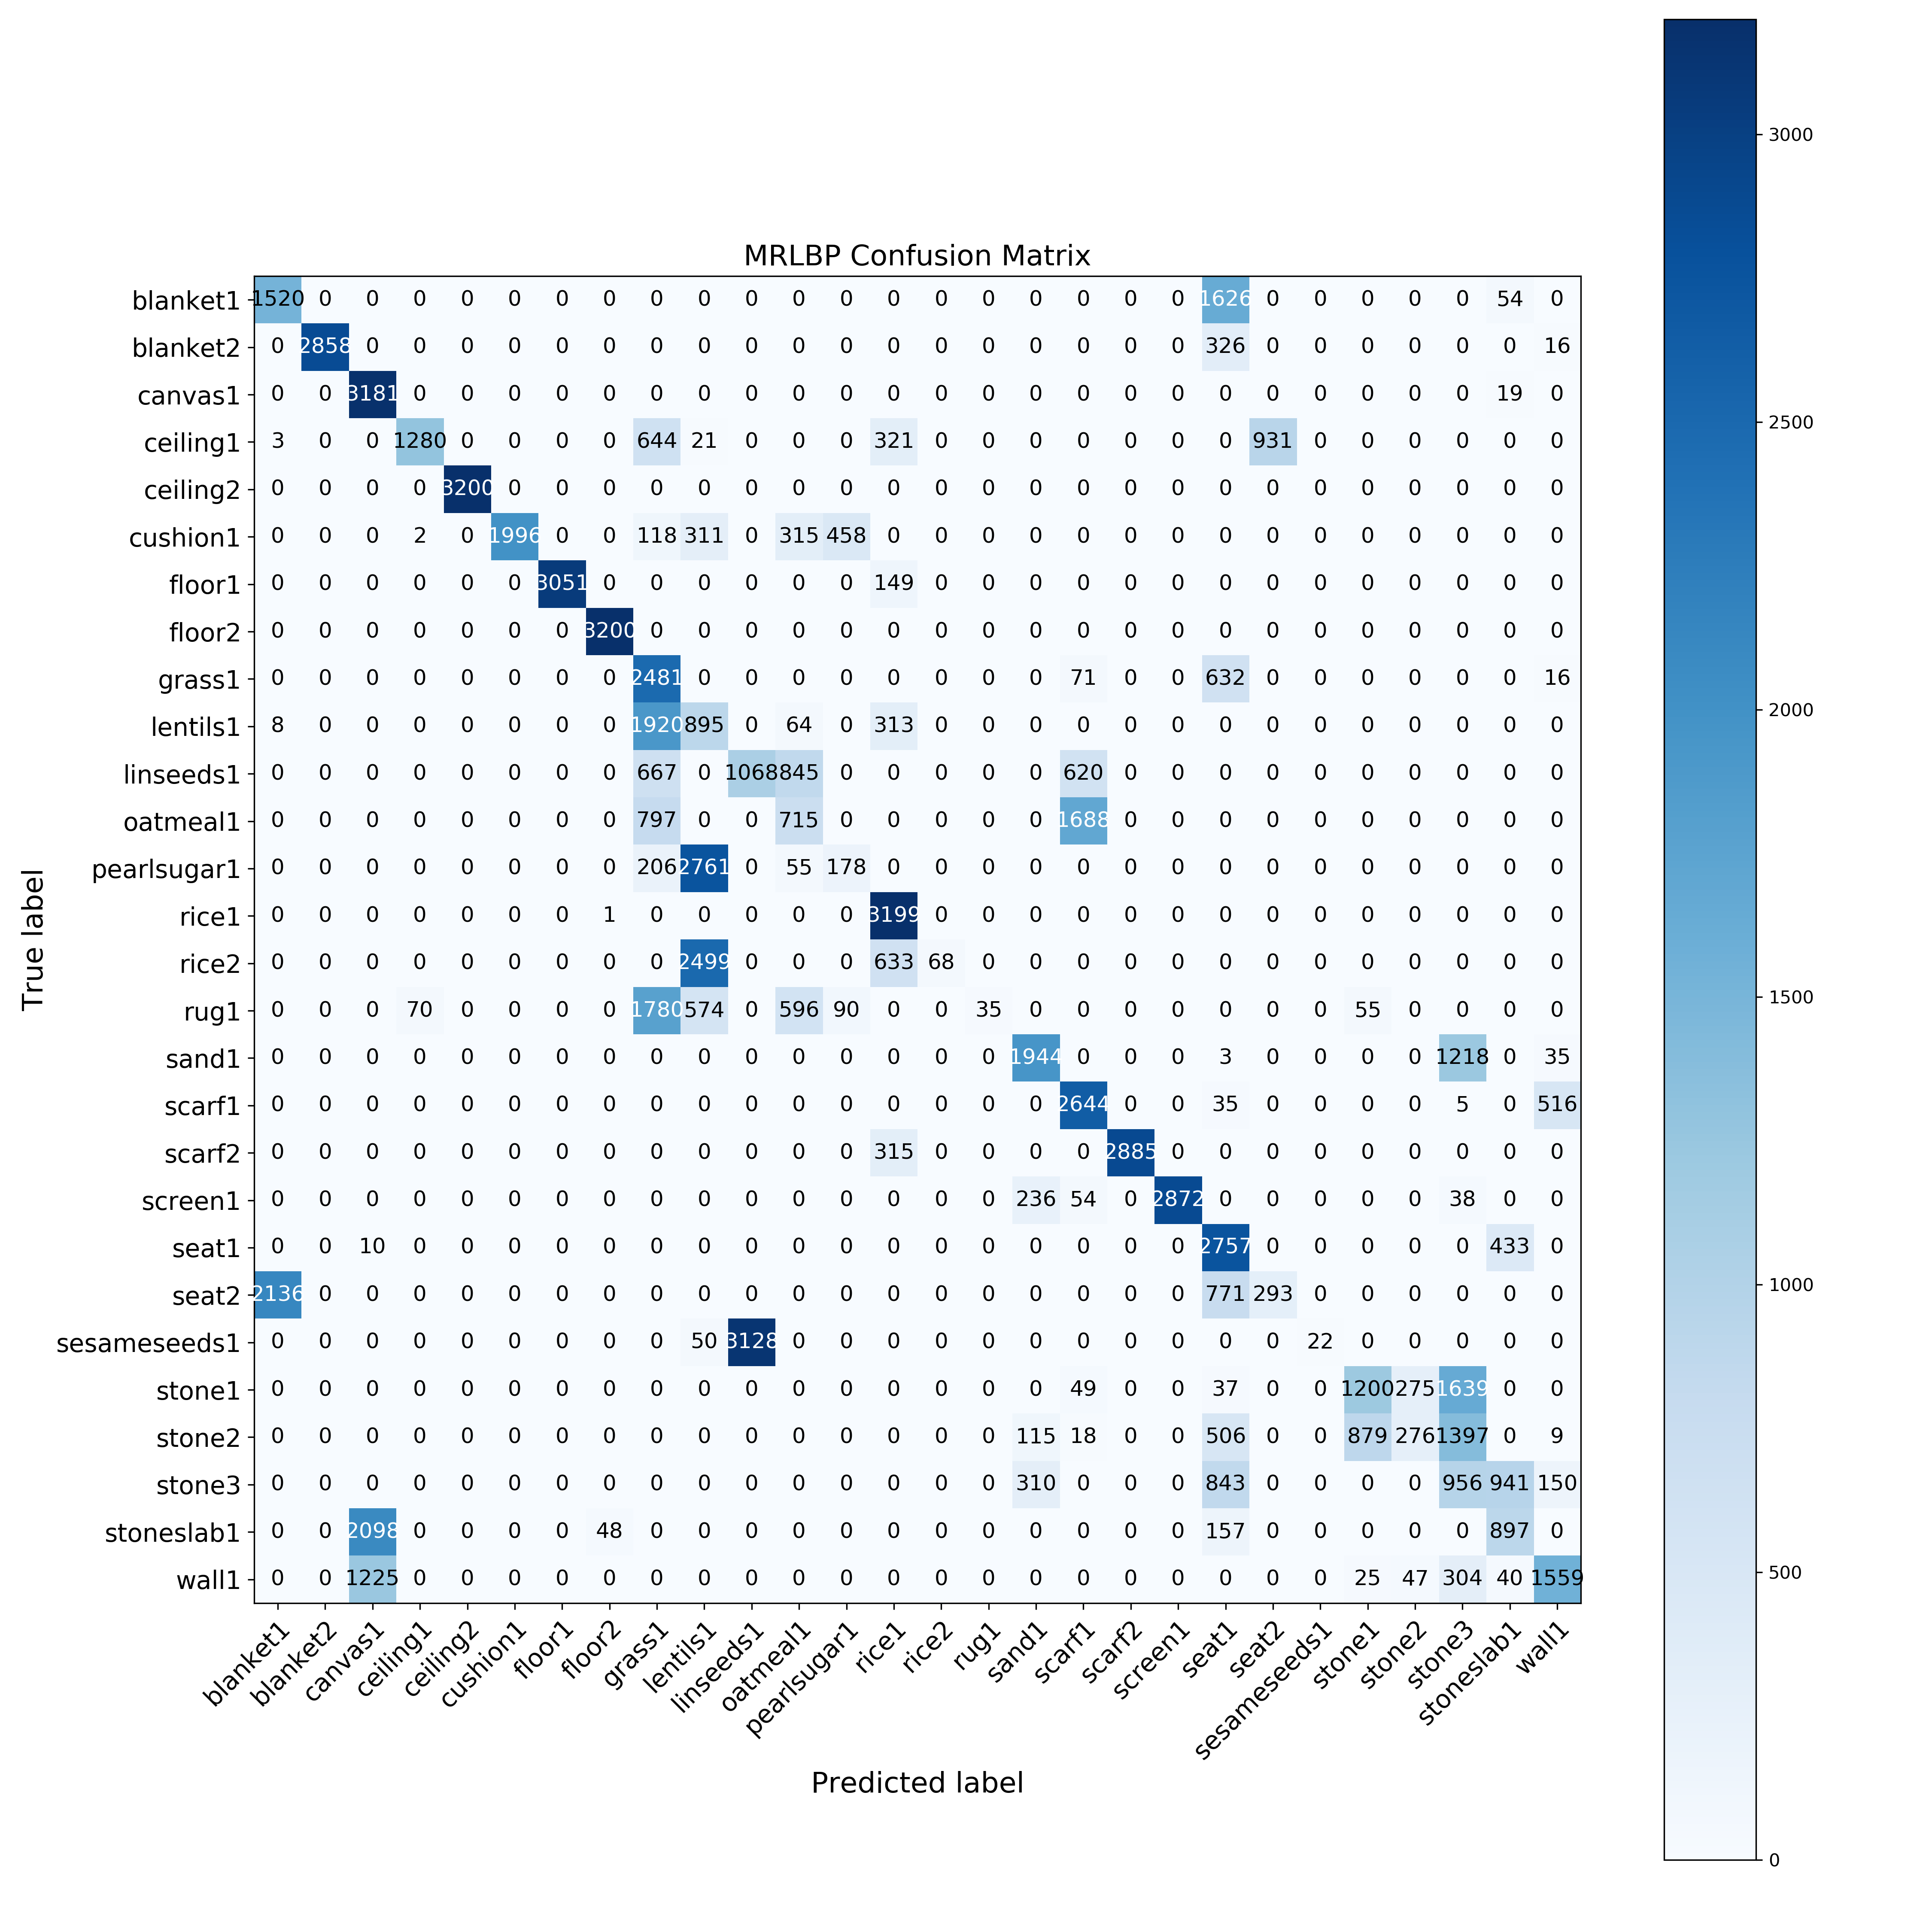 MRLBP Confusion Matrix
blanket1 1520 0 0 0 0 0 0 0 0 0 0 0 0 0 0 0 0 0 0 0 1626 0 0 0 0 0 54 0
blanket2 0 2858 0 0 0 0 0 0 0 0 0 0 0 0 0 0 0 0 0 0 326 0 0 0 0 0 0 16
canvas1 0 0 3181 0 0 0 0 0 0 0 0 0 0 0 0 0 0 0 0 0 0 0 0 0 0 0 19 0
ceiling1 3 0 0 1280 0 0 0 0 644 21 0 0 0 321 0 0 0 0 0 0 0 931 0 0 0 0 0 0
ceiling2 0 0 0 0 3200 0 0 0 0 0 0 0 0 0 0 0 0 0 0 0 0 0 0 0 0 0 0 0
cushion1 0 0 0 2 0 1996 0 0 118 311 0 315 458 0 0 0 0 0 0 0 0 0 0 0 0 0 0 0
floor1 0 0 0 0 0 0 3051 0 0 0 0 0 0 149 0 0 0 0 0 0 0 0 0 0 0 0 0 0
floor2 0 0 0 0 0 0 0 3200 0 0 0 0 0 0 0 0 0 0 0 0 0 0 0 0 0 0 0 0
grass1 0 0 0 0 0 0 0 0 2481 0 0 0 0 0 0 0 0 71 0 0 632 0 0 0 0 0 0 16
lentils1 8 0 0 0 0 0 0 0 1920 895 0 64 0 313 0 0 0 0 0 0 0 0 0 0 0 0 0 0
linseeds1 0 0 0 0 0 0 0 0 667 0 1068 845 0 0 0 0 0 620 0 0 0 0 0 0 0 0 0 0
oatmeal1 0 0 0 0 0 0 0 0 797 0 0 715 0 0 0 0 0 1688 0 0 0 0 0 0 0 0 0 0
pearlsugar1 0 0 0 0 0 0 0 0 206 2761 0 55 178 0 0 0 0 0 0 0 0 0 0 0 0 0 0 0
rice1 0 0 0 0 0 0 0 1 0 0 0 0 0 3199 0 0 0 0 0 0 0 0 0 0 0 0 0 0
rice2 0 0 0 0 0 0 0 0 0 2499 0 0 0 633 68 0 0 0 0 0 0 0 0 0 0 0 0 0
rug1 0 0 0 70 0 0 0 0 1780 574 0 596 90 0 0 35 0 0 0 0 0 0 0 55 0 0 0 0
sand1 0 0 0 0 0 0 0 0 0 0 0 0 0 0 0 0 1944 0 0 0 3 0 0 0 0 1218 0 35
scarf1 0 0 0 0 0 0 0 0 0 0 0 0 0 0 0 0 0 2644 0 0 35 0 0 0 0 5 0 516
scarf2 0 0 0 0 0 0 0 0 0 0 0 0 0 315 0 0 0 0 2885 0 0 0 0 0 0 0 0 0
screen1 0 0 0 0 0 0 0 0 0 0 0 0 0 0 0 0 236 54 0 2872 0 0 0 0 0 38 0 0
seat1 0 0 10 0 0 0 0 0 0 0 0 0 0 0 0 0 0 0 0 0 2757 0 0 0 0 0 433 0
seat2 2136 0 0 0 0 0 0 0 0 0 0 0 0 0 0 0 0 0 0 0 771 293 0 0 0 0 0 0
sesameseeds1 0 0 0 0 0 0 0 0 0 50 3128 0 0 0 0 0 0 0 0 0 0 0 22 0 0 0 0 0
stone1 0 0 0 0 0 0 0 0 0 0 0 0 0 0 0 0 0 49 0 0 37 0 0 1200 275 1639 0 0
stone2 0 0 0 0 0 0 0 0 0 0 0 0 0 0 0 0 115 18 0 0 506 0 0 879 276 1397 0 9
stone3 0 0 0 0 0 0 0 0 0 0 0 0 0 0 0 0 310 0 0 0 843 0 0 0 0 956 941 150
stoneslab1 0 0 2098 0 0 0 0 48 0 0 0 0 0 0 0 0 0 0 0 0 157 0 0 0 0 0 897 0
wall1 0 0 1225 0 0 0 0 0 0 0 0 0 0 0 0 0 0 0 0 0 0 0 0 25 47 304 40 1559
blanket1 blanket2 canvas1 ceiling1 ceiling2 cushion1 floor1 floor2 grass1 lentils1 linseeds1 oatmeal1 pearlsugar1 rice1 rice2 rug1 sand1 scarf1 scarf2 screen1 seat1 seat2 sesameseeds1 stone1 stone2 stone3 stoneslab1 wall1
Predicted label
True label
3000
2500
2000
1500
1000
500
0